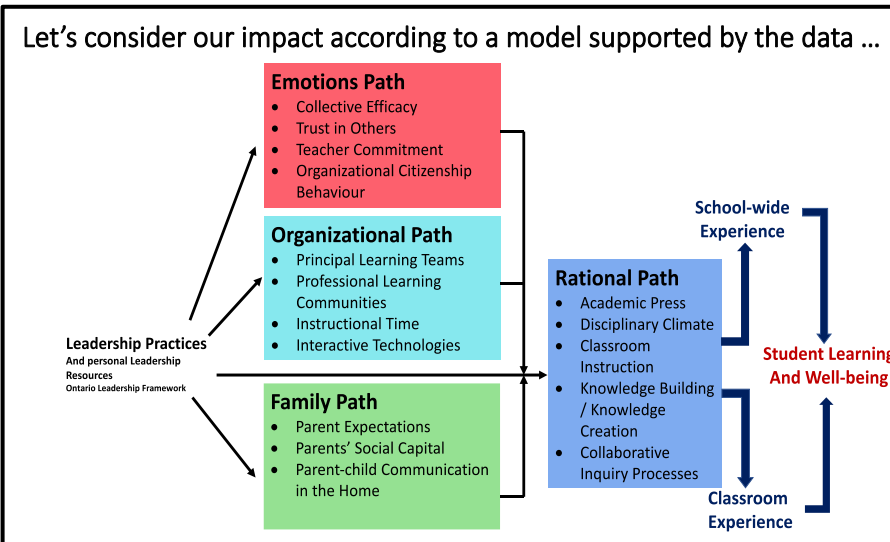 Let's consider our impact according to a model supported by the data ...
Emotions Path
• Collective Efficacy
• Trust in Others
• Teacher Commitment
• Organizational Citizenship
Behaviour
Organizational Path
• Principal Learning Teams
• Professional Learning
Communities
• Instructional Time
• Interactive Technologies
Leadership Practices
And personal Leadership
Resources
Ontario Leadership Framework
Family Path
• Parent Expectations
• Parents' Social Capital
• Parent-child Communication
in the Home
Rational Path
• Academic Press
• Disciplinary Climate
• Classroom
Instruction
• Knowledge Building
/ Knowledge
Creation
• Collaborative
Inquiry Processes
School-wide
Experience
Student Learning
And Well-being
Classroom
Experience